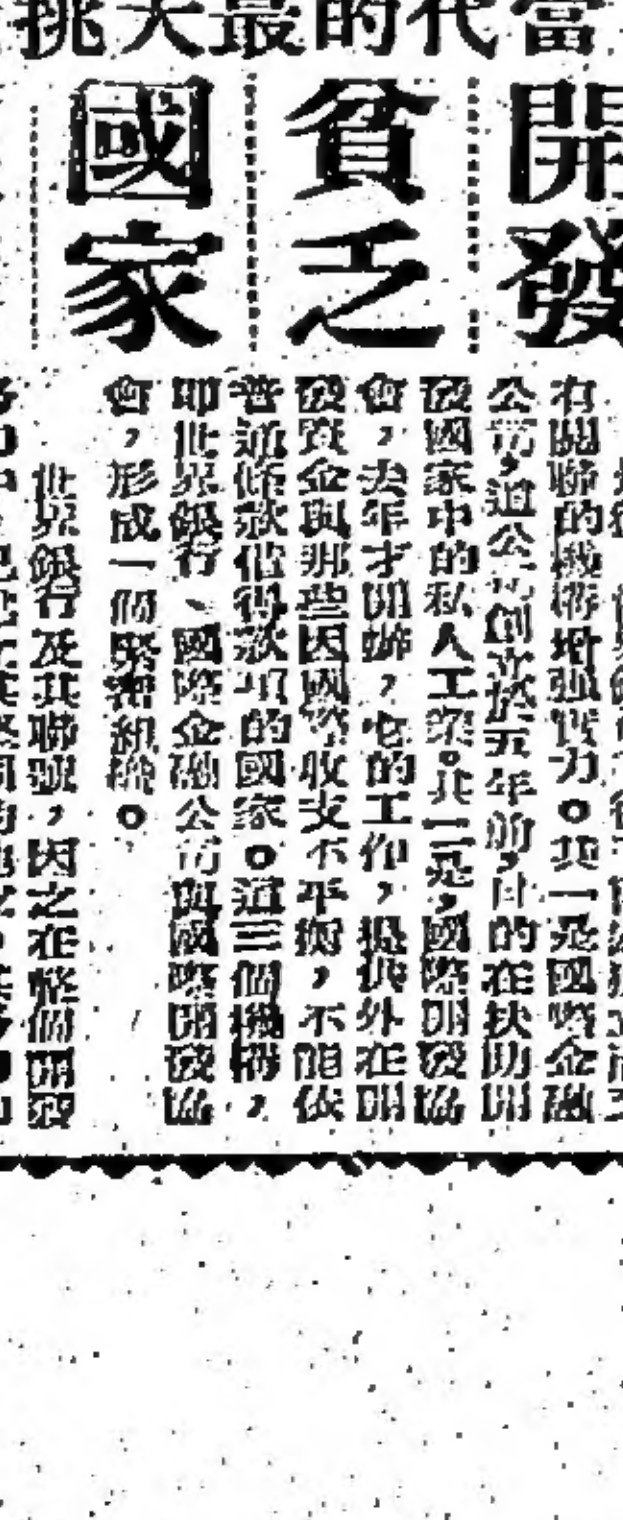 當代的最大挑
開發
貧乏
國家
有關聯的機構增強實力。其一是國際金融
公司,這公司創立於五年前,目的在扶助開
發國家中的私人工業。其二是,國際開發協
會,去年才開辦,它的工作,提供外在開
發資金與那些因國際收支不平衡,不能依
普通條款借得款項的國家。這三個機構,
即世界銀行、國際金融公司與國際開發協
會,形成一個緊密組織。
世界銀行及其聯號,因之在整個開發